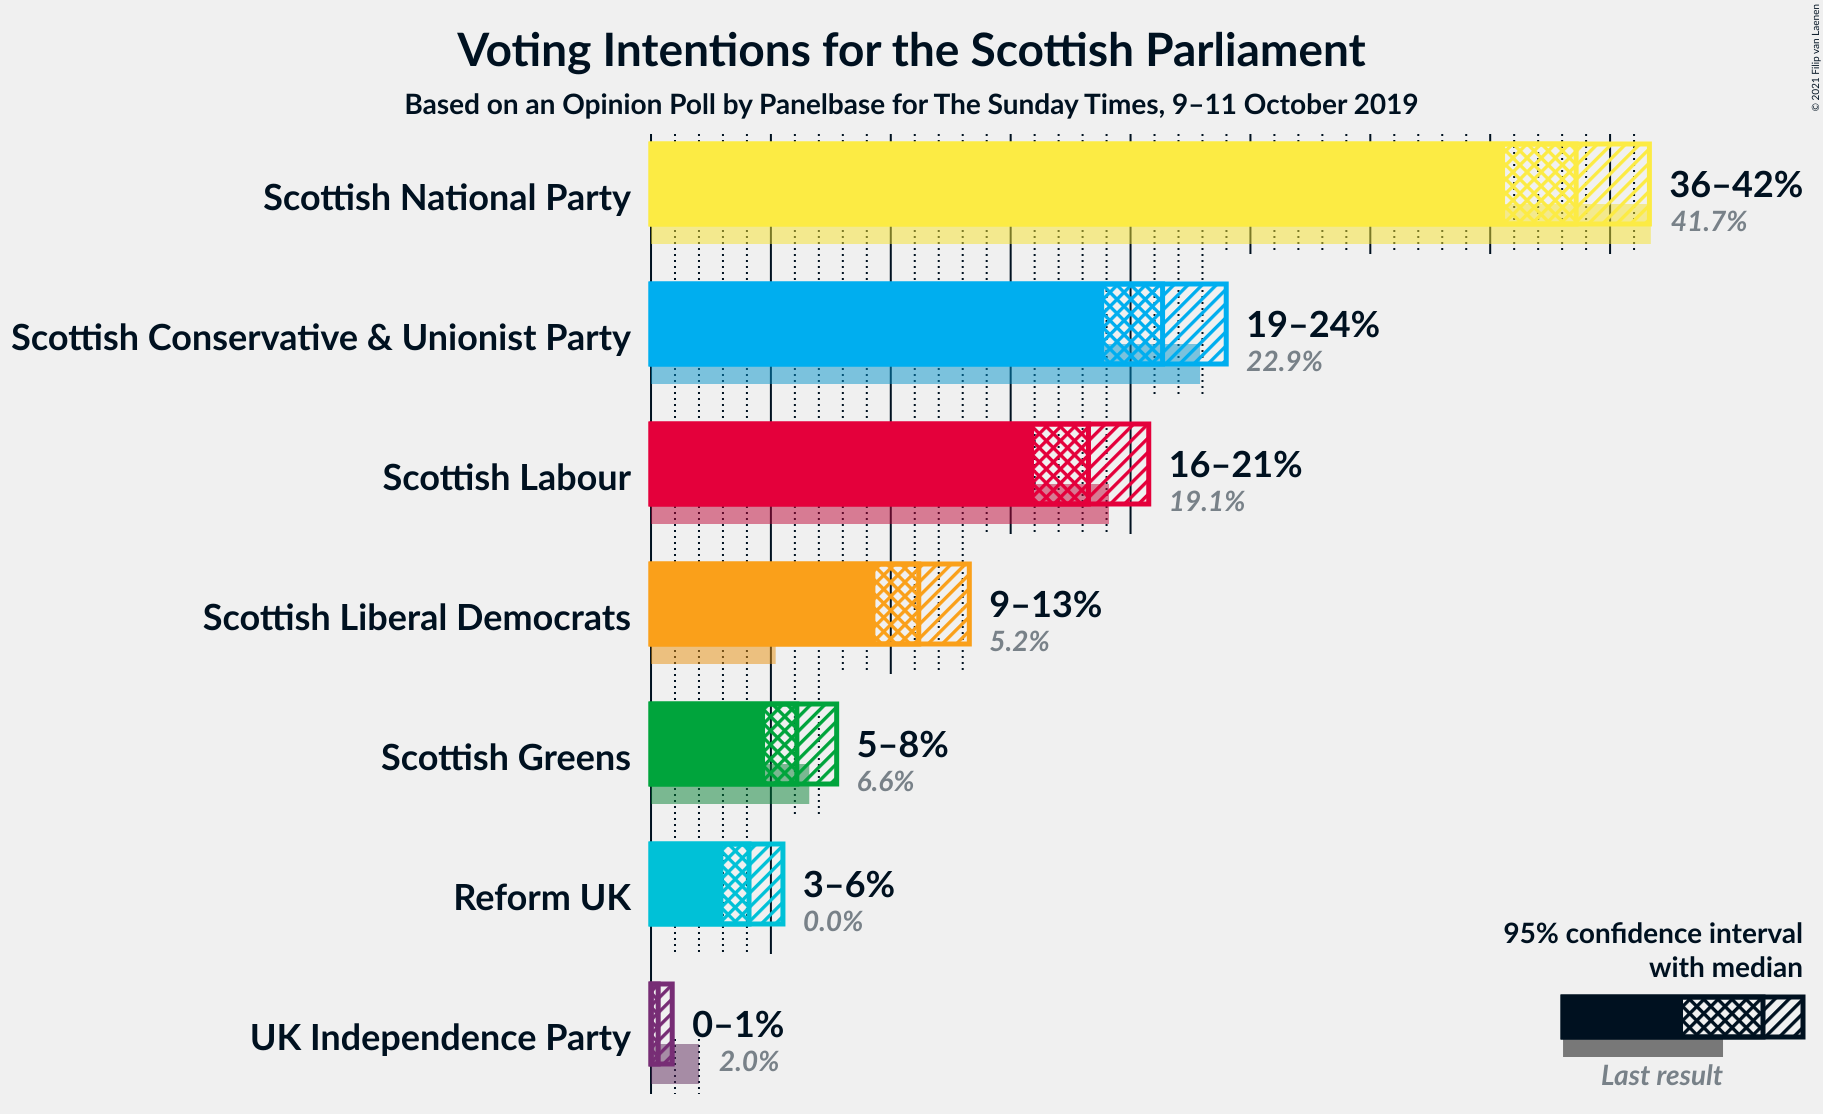 Voting Intentions for the Scottish Parliament
Based on an Opinion Poll by Panelbase for The Sunday Times, 9–11 October 2019
© 2021 Filip van Laenen
Scottish National Party
36–42%
41.7%
Scottish Conservative & Unionist Party
19–24%
22.9%
Scottish Labour
16–21%
19.1%
Scottish Liberal Democrats
9–13%
5.2%
Scottish Greens
5–8%
6.6%
Reform UK
3–6%
0.0%
UK Independence Party
0–1%
2.0%
95% confidence interval
with median
Last result